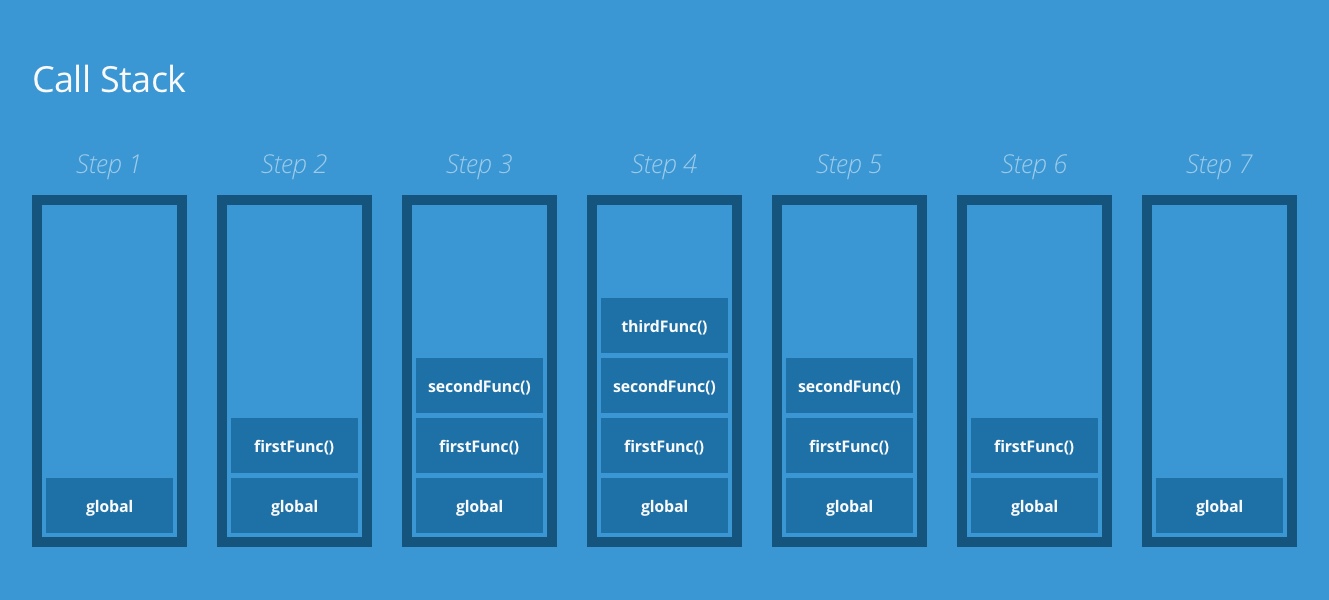 Call Stack
Step 1
Step 2
Step 3
Step 4
Step 5
Step 6
Step 7
thirdFunc()
secondFunc()
secondFunc()
secondFunc()
firstFunc()
firstFunc()
firstFunc()
firstFunc()
firstFunc()
global
global
global
global
global
global
global